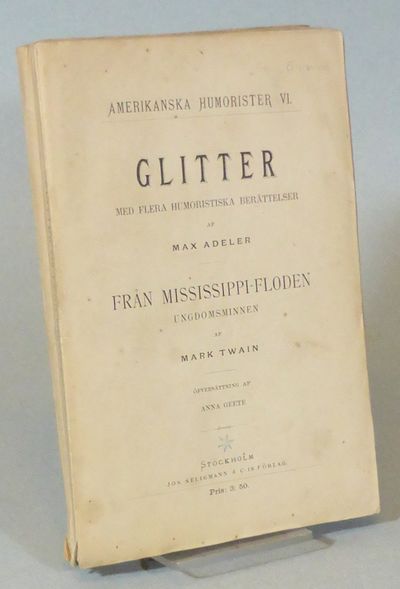 AMERIKANSKA HUMORISTER VI.
GLITTER
MED FLERA HUMORISTISKA BERÄTTELSER
AF
MAX ADELER
FRÅN MISSISSIPPI-FLODEN
UNGDOMSMINNEN
AF
MARK TWAIN
ÖFVERSÄTTNING AF
ANNA GEETE
STOCKHOLM
JOS. SELIGMANN & C:IS FÖRLAG.
Pris: 3: 50.